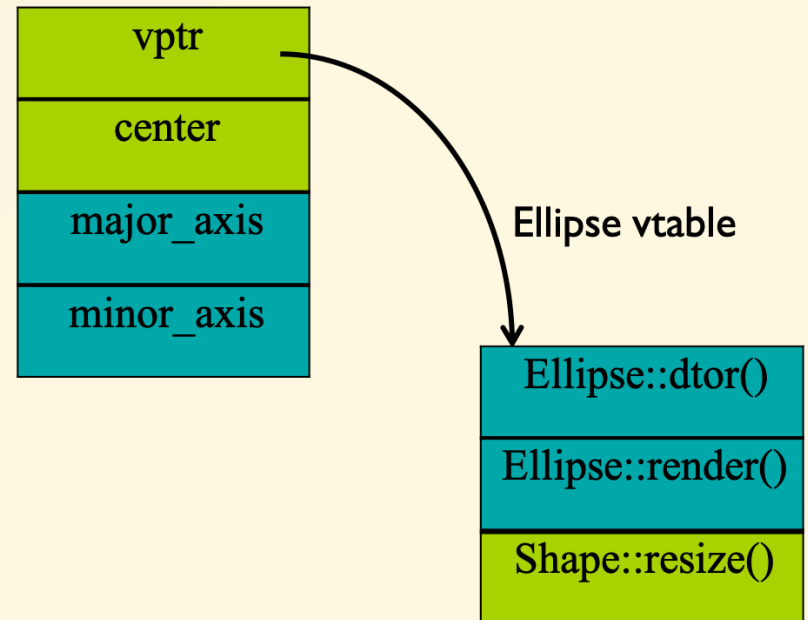 vptr
center
major_axis
minor_axis
Ellipse vtable
Ellipse::dtor()
Ellipse::render()
Shape::resize()